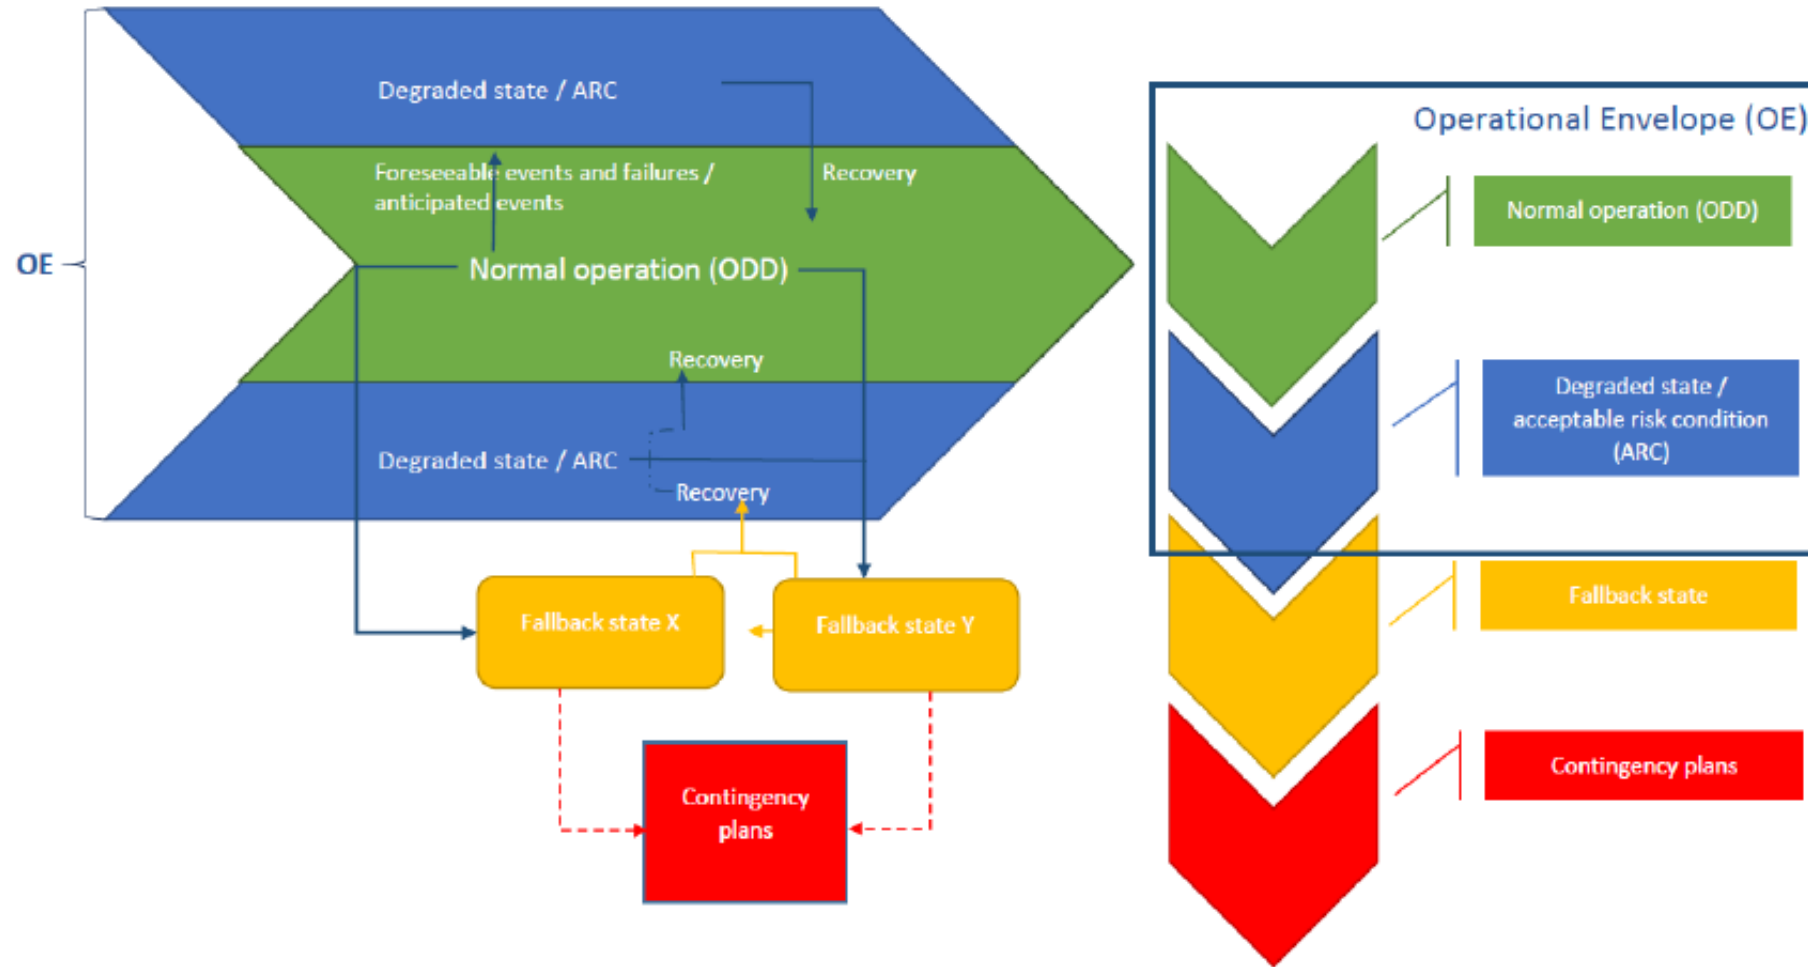 Degraded state / ARC
Foreseeable events and failures /
anticipated events
Recovery
OE
Normal operation (ODD)
Recovery
Degraded state / ARC
Recovery
Fallback state X
Fallback state Y
Contingency
plans
Operational Envelope (OE)
Normal operation (ODD)
Degraded state /
acceptable risk condition
(ARC)
Fallback state
Contingency plans